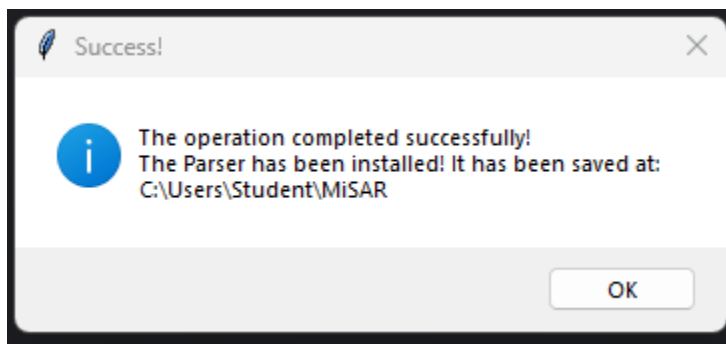 Success!
The operation completed successfully!
The Parser has been installed! It has been saved at:
C:\Users\Student\MiSAR
OK